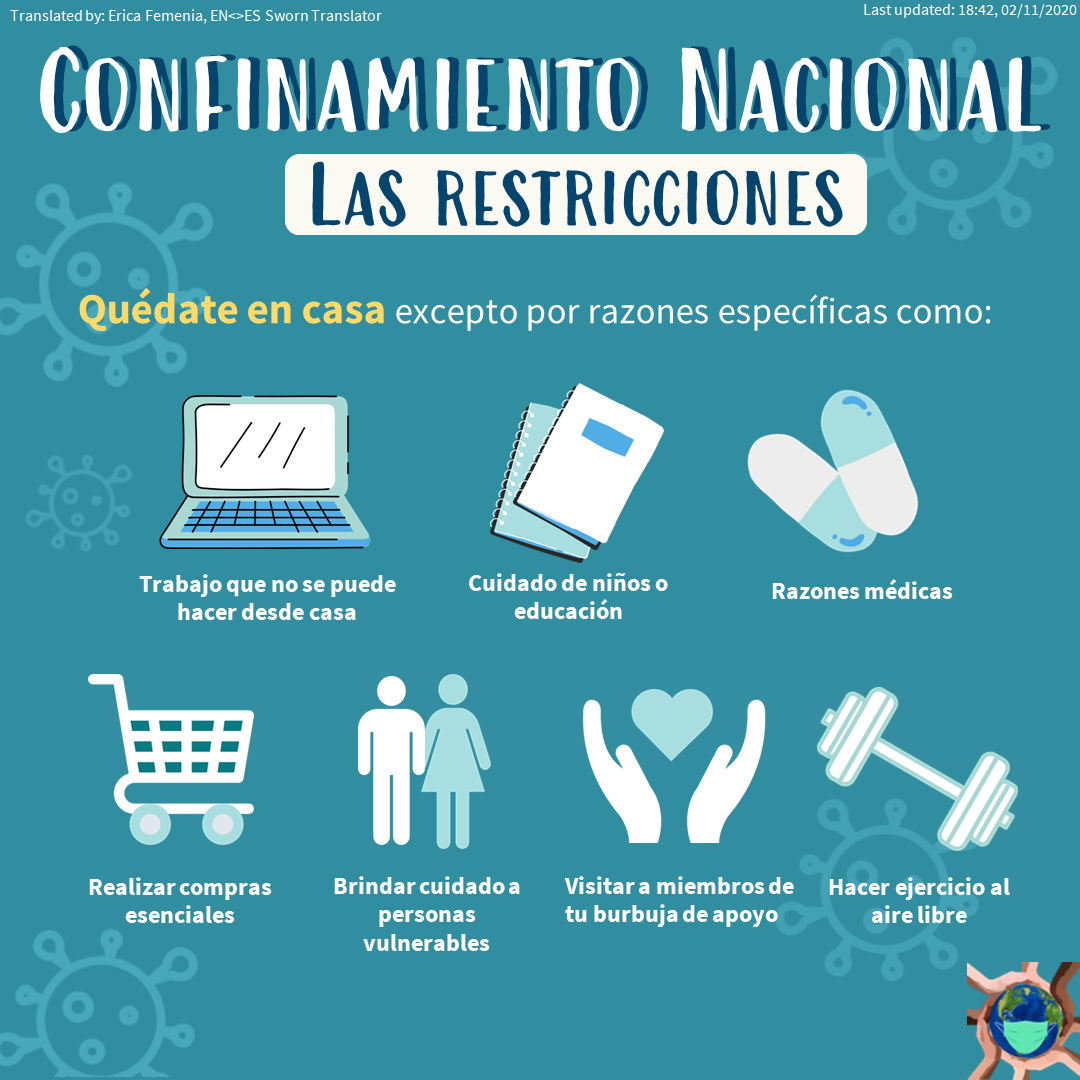 Translated by: Erica Femenia, EN<>ES Sworn Translator
Last updated: 18:42, 02/11/2020
CONFINAMIENTO NACIONAL
LAS RESTRICCIONES
Quédate en casa excepto por razones específicas como:
Trabajo que no se puede
hacer desde casa
Cuidado de niños o
educación
Razones médicas
Realizar compras
esenciales
Brindar cuidado a
personas
vulnerables
Visitar a miembros de
tu burbuja de apoyo
Hacer ejercicio al
aire libre